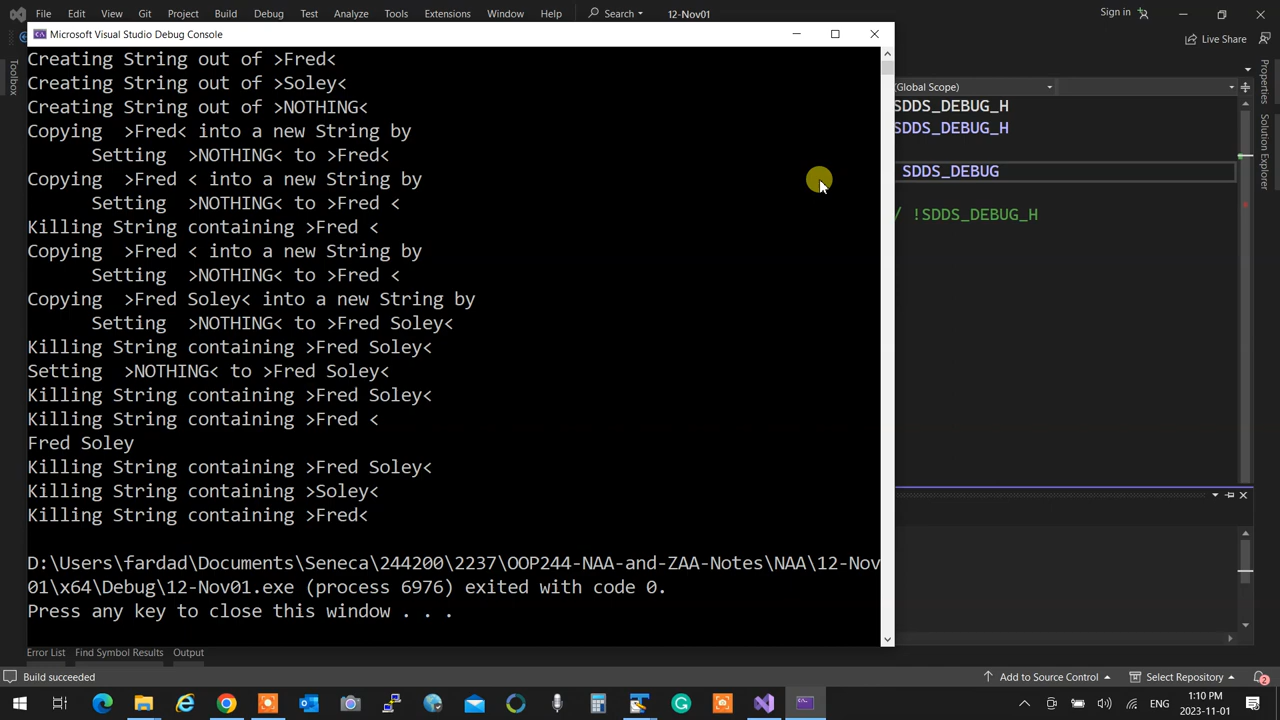 File Edit View Git Project Build Debug Test Analyze Tools Extensions Window Help Search 12-Nov01 Sign in
Microsoft Visual Studio Debug Console
Live Share
Toolbox
(Global Scope)
Properties
Solution Explorer
Creating String out of >Fred<
Creating String out of >Soley<
Creating String out of >NOTHING<
Copying  >Fred< into a new String by
      Setting  >NOTHING< to >Fred<
Copying  >Fred < into a new String by
      Setting  >NOTHING< to >Fred <
Killing String containing >Fred <
Copying  >Fred < into a new String by
      Setting  >NOTHING< to >Fred <
Copying  >Fred Soley< into a new String by
      Setting  >NOTHING< to >Fred Soley<
Killing String containing >Fred Soley<
Setting  >NOTHING< to >Fred Soley<
Killing String containing >Fred Soley<
Killing String containing >Fred <
Fred Soley
Killing String containing >Fred Soley<
Killing String containing >Soley<
Killing String containing >Fred<
D:\Users\fardad\Documents\Seneca\244200\2237\OOP244-NAA-and-ZAA-Notes\NAA\12-Nov
01\x64\Debug\12-Nov01.exe (process 6976) exited with code 0.
Press any key to close this window . . .
SDDS_DEBUG_H
SDDS_DEBUG_H
SDDS_DEBUG
/ !SDDS_DEBUG_H
Error List Find Symbol Results Output
Build succeeded
Add to Source Control Select Repository 2
ENG 1:10 PM
2023-11-01